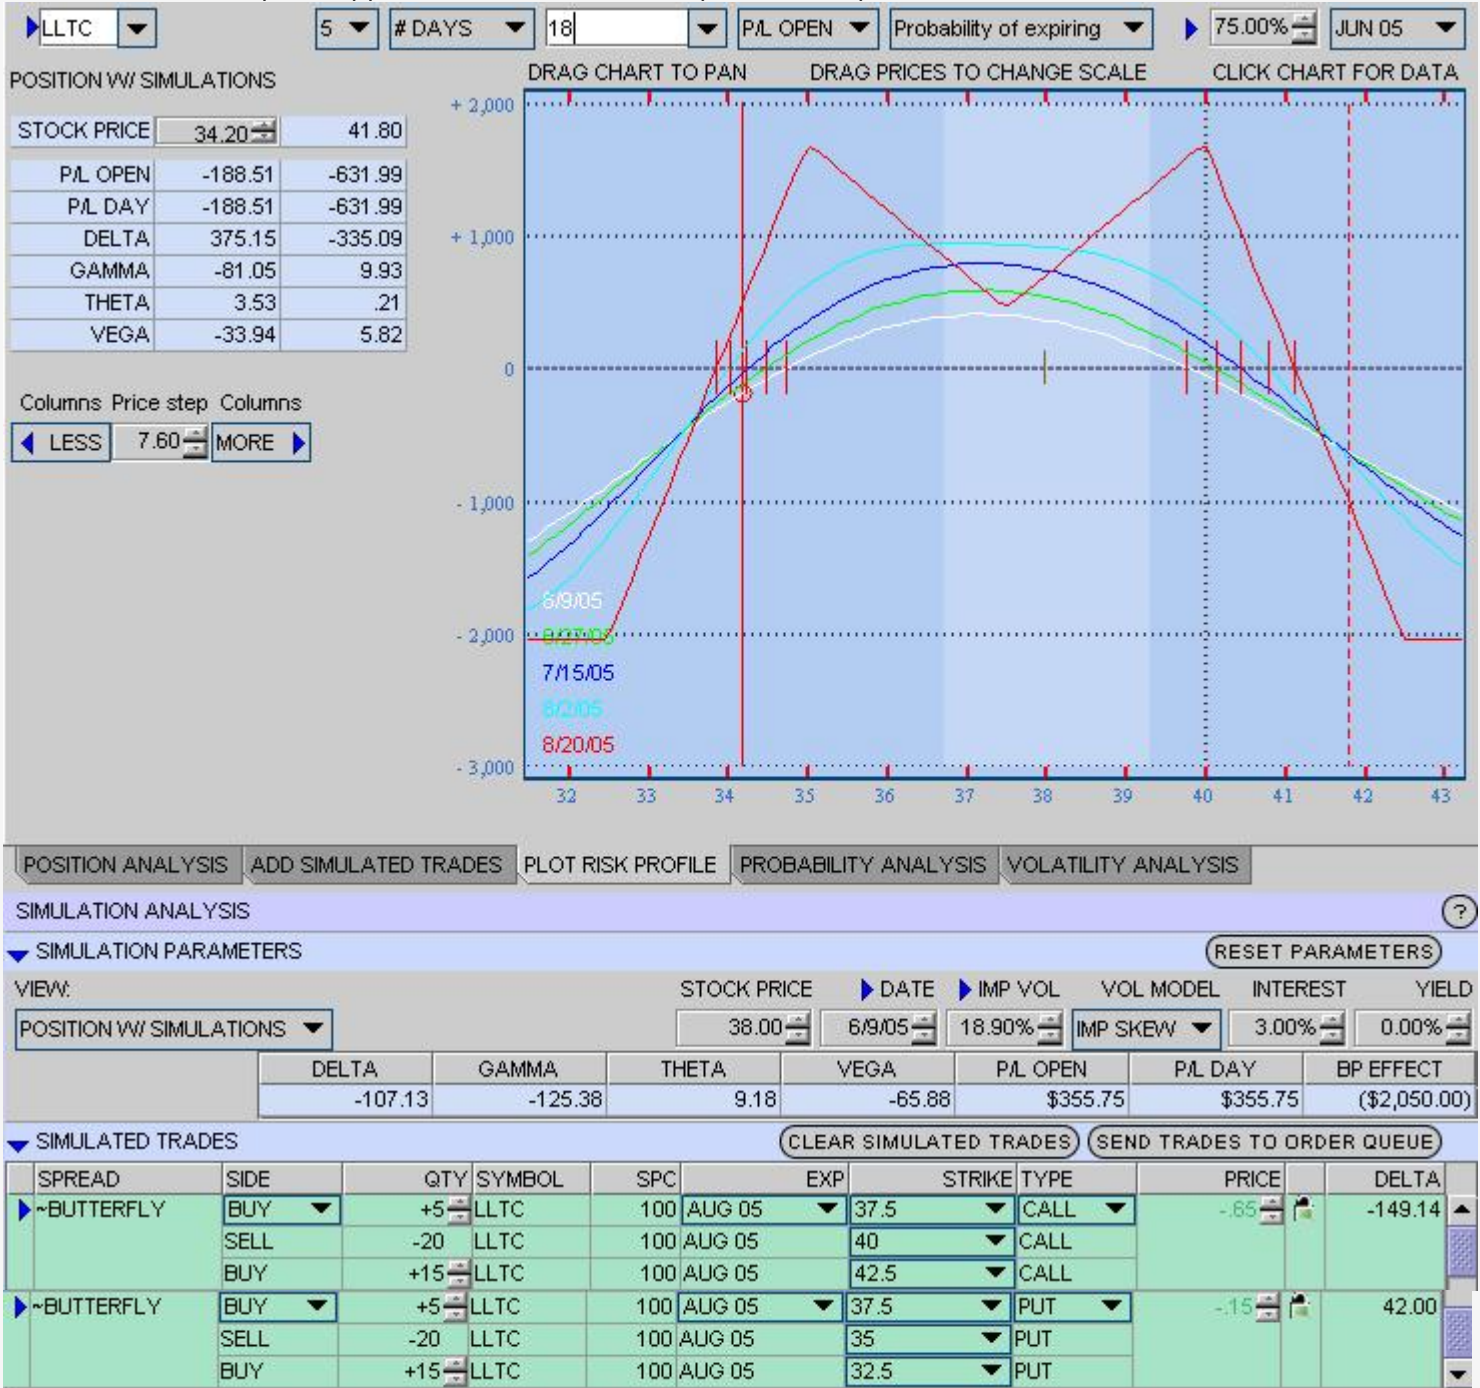 LLTC 5 # DAYS 18 P/L OPEN Probability of expiring 75.00% JUN 05
POSITION W/ SIMULATIONS DRAG CHART TO PAN DRAG PRICES TO CHANGE SCALE CLICK CHART FOR DATA
STOCK PRICE 34.20 41.80
P/L OPEN -188.51 -631.99
P/L DAY -188.51 -631.99
DELTA 375.15 -335.09
GAMMA -81.05 9.93
THETA 3.53 .21
VEGA -33.94 5.82
Columns Price step Columns
LESS 7.60 MORE
+ 2,000
+ 1,000
0
- 1,000
- 2,000
- 3,000
6/9/05
6/27/05
7/15/05
8/2/05
8/20/05
32 33 34 35 36 37 38 39 40 41 42 43
POSITION ANALYSIS ADD SIMULATED TRADES PLOT RISK PROFILE PROBABILITY ANALYSIS VOLATILITY ANALYSIS
SIMULATION ANALYSIS ?
SIMULATION PARAMETERS RESET PARAMETERS
VIEW: STOCK PRICE DATE IMP VOL VOL MODEL INTEREST YIELD
POSITION W/ SIMULATIONS 38.00 6/9/05 18.90% IMP SKEW 3.00% 0.00%
DELTA GAMMA THETA VEGA P/L OPEN P/L DAY BP EFFECT
-107.13 -125.38 9.18 -65.88 $355.75 $355.75 ($2,050.00)
SIMULATED TRADES CLEAR SIMULATED TRADES SEND TRADES TO ORDER QUEUE
SPREAD SIDE QTY SYMBOL SPC EXP STRIKE TYPE PRICE DELTA
~BUTTERFLY BUY +5 LLTC 100 AUG 05 37.5 CALL -.65 -149.14
SELL -20 LLTC 100 AUG 05 40 CALL
BUY +15 LLTC 100 AUG 05 42.5 CALL
~BUTTERFLY BUY +5 LLTC 100 AUG 05 37.5 PUT -.15 42.00
SELL -20 LLTC 100 AUG 05 35 PUT
BUY +15 LLTC 100 AUG 05 32.5 PUT